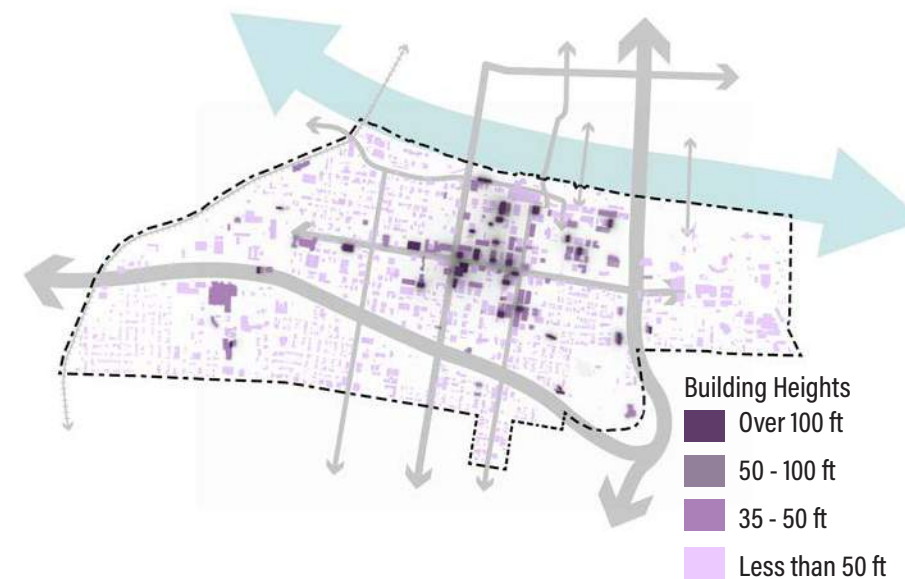 Building Heights
Over 100 ft
50 - 100 ft
35 - 50 ft
Less than 50 ft